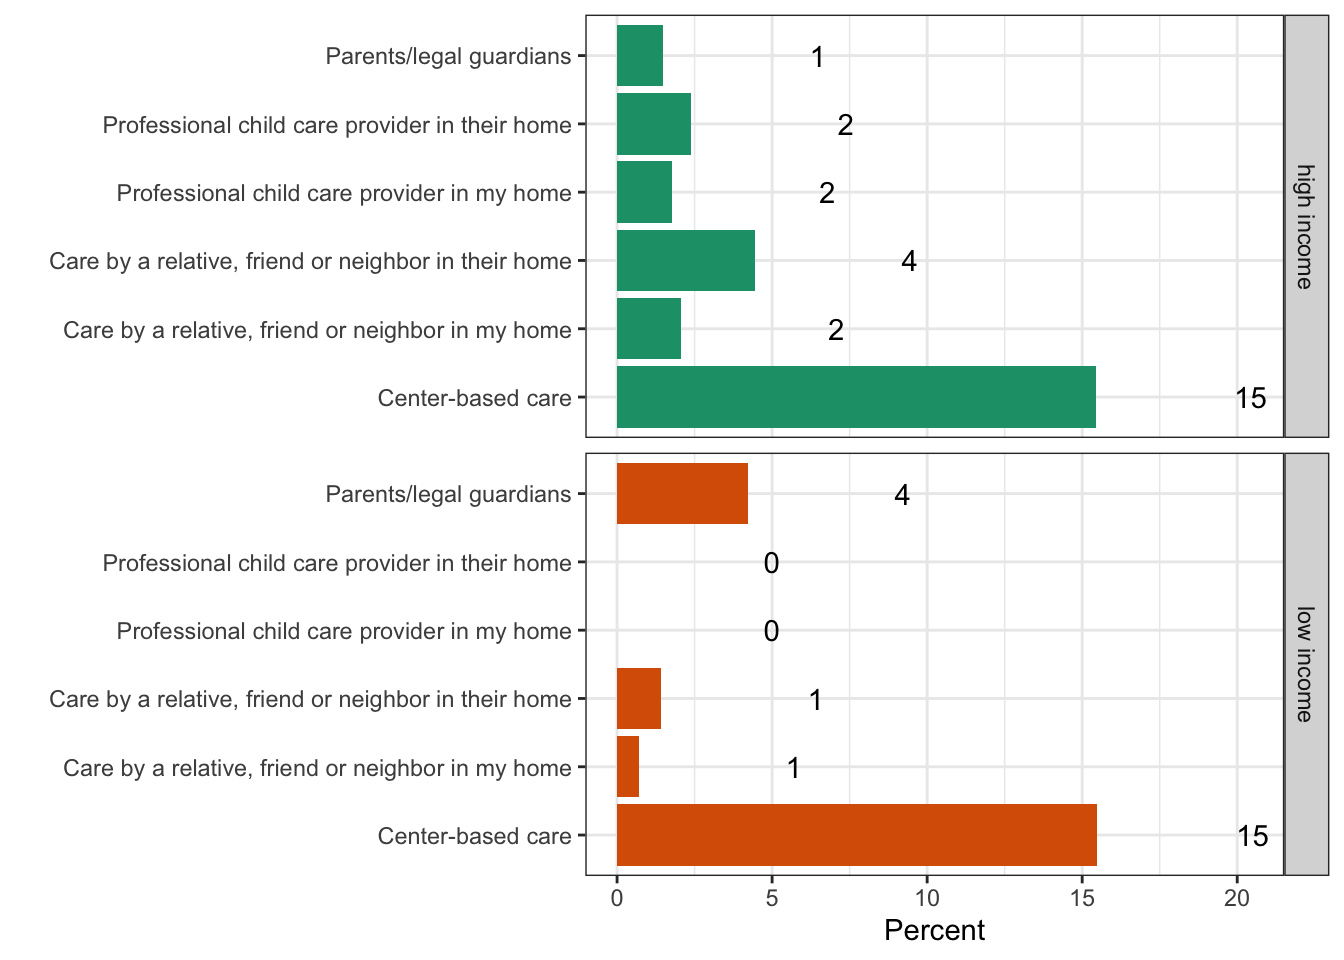 Parents/legal guardians 1
Professional child care provider in their home 2
Professional child care provider in my home 2
Care by a relative, friend or neighbor in their home 4
Care by a relative, friend or neighbor in my home 2
Center-based care 15
high income
Parents/legal guardians 4
Professional child care provider in their home 0
Professional child care provider in my home 0
Care by a relative, friend or neighbor in their home 1
Care by a relative, friend or neighbor in my home 1
Center-based care 15
low income
0 5 10 15 20
Percent